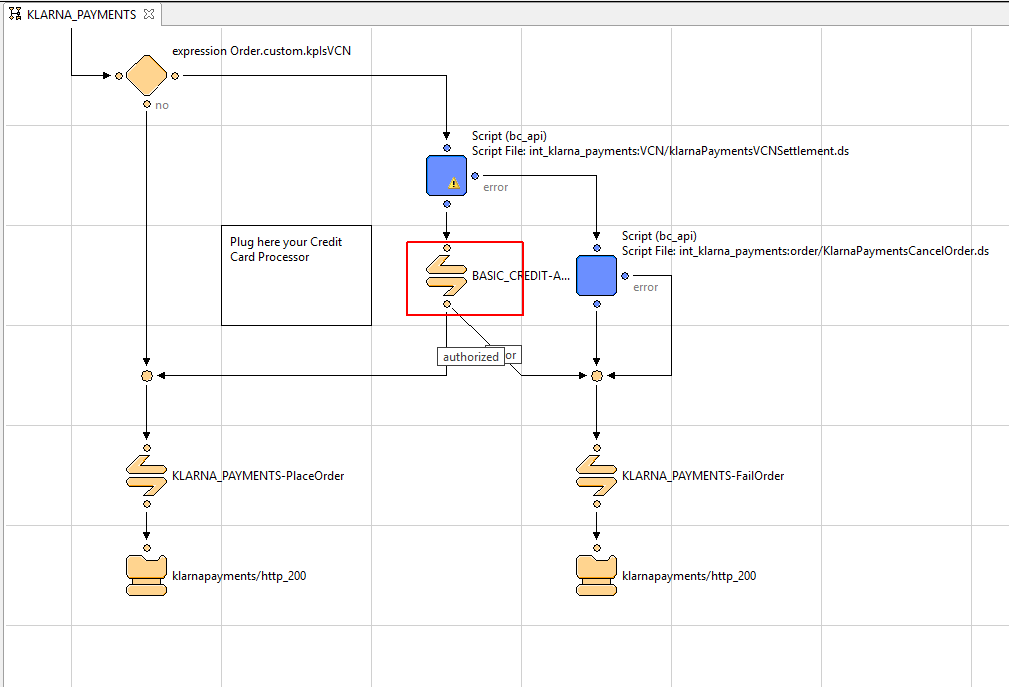 KLARNA_PAYMENTS
expression Order.custom.kpIsVCN
no
Script (bc_api)
Script File: int_klarna_payments:VCN/klarnaPaymentsVCNSettlement.ds
error
Plug here your Credit
Card Processor
Script (bc_api)
Script File: int_klarna_payments:order/KlarnaPaymentsCancelOrder.ds
BASIC_CREDIT-A...
error
authorized
or
KLARNA_PAYMENTS-PlaceOrder
KLARNA_PAYMENTS-FailOrder
klarnapayments/http_200
klarnapayments/http_200